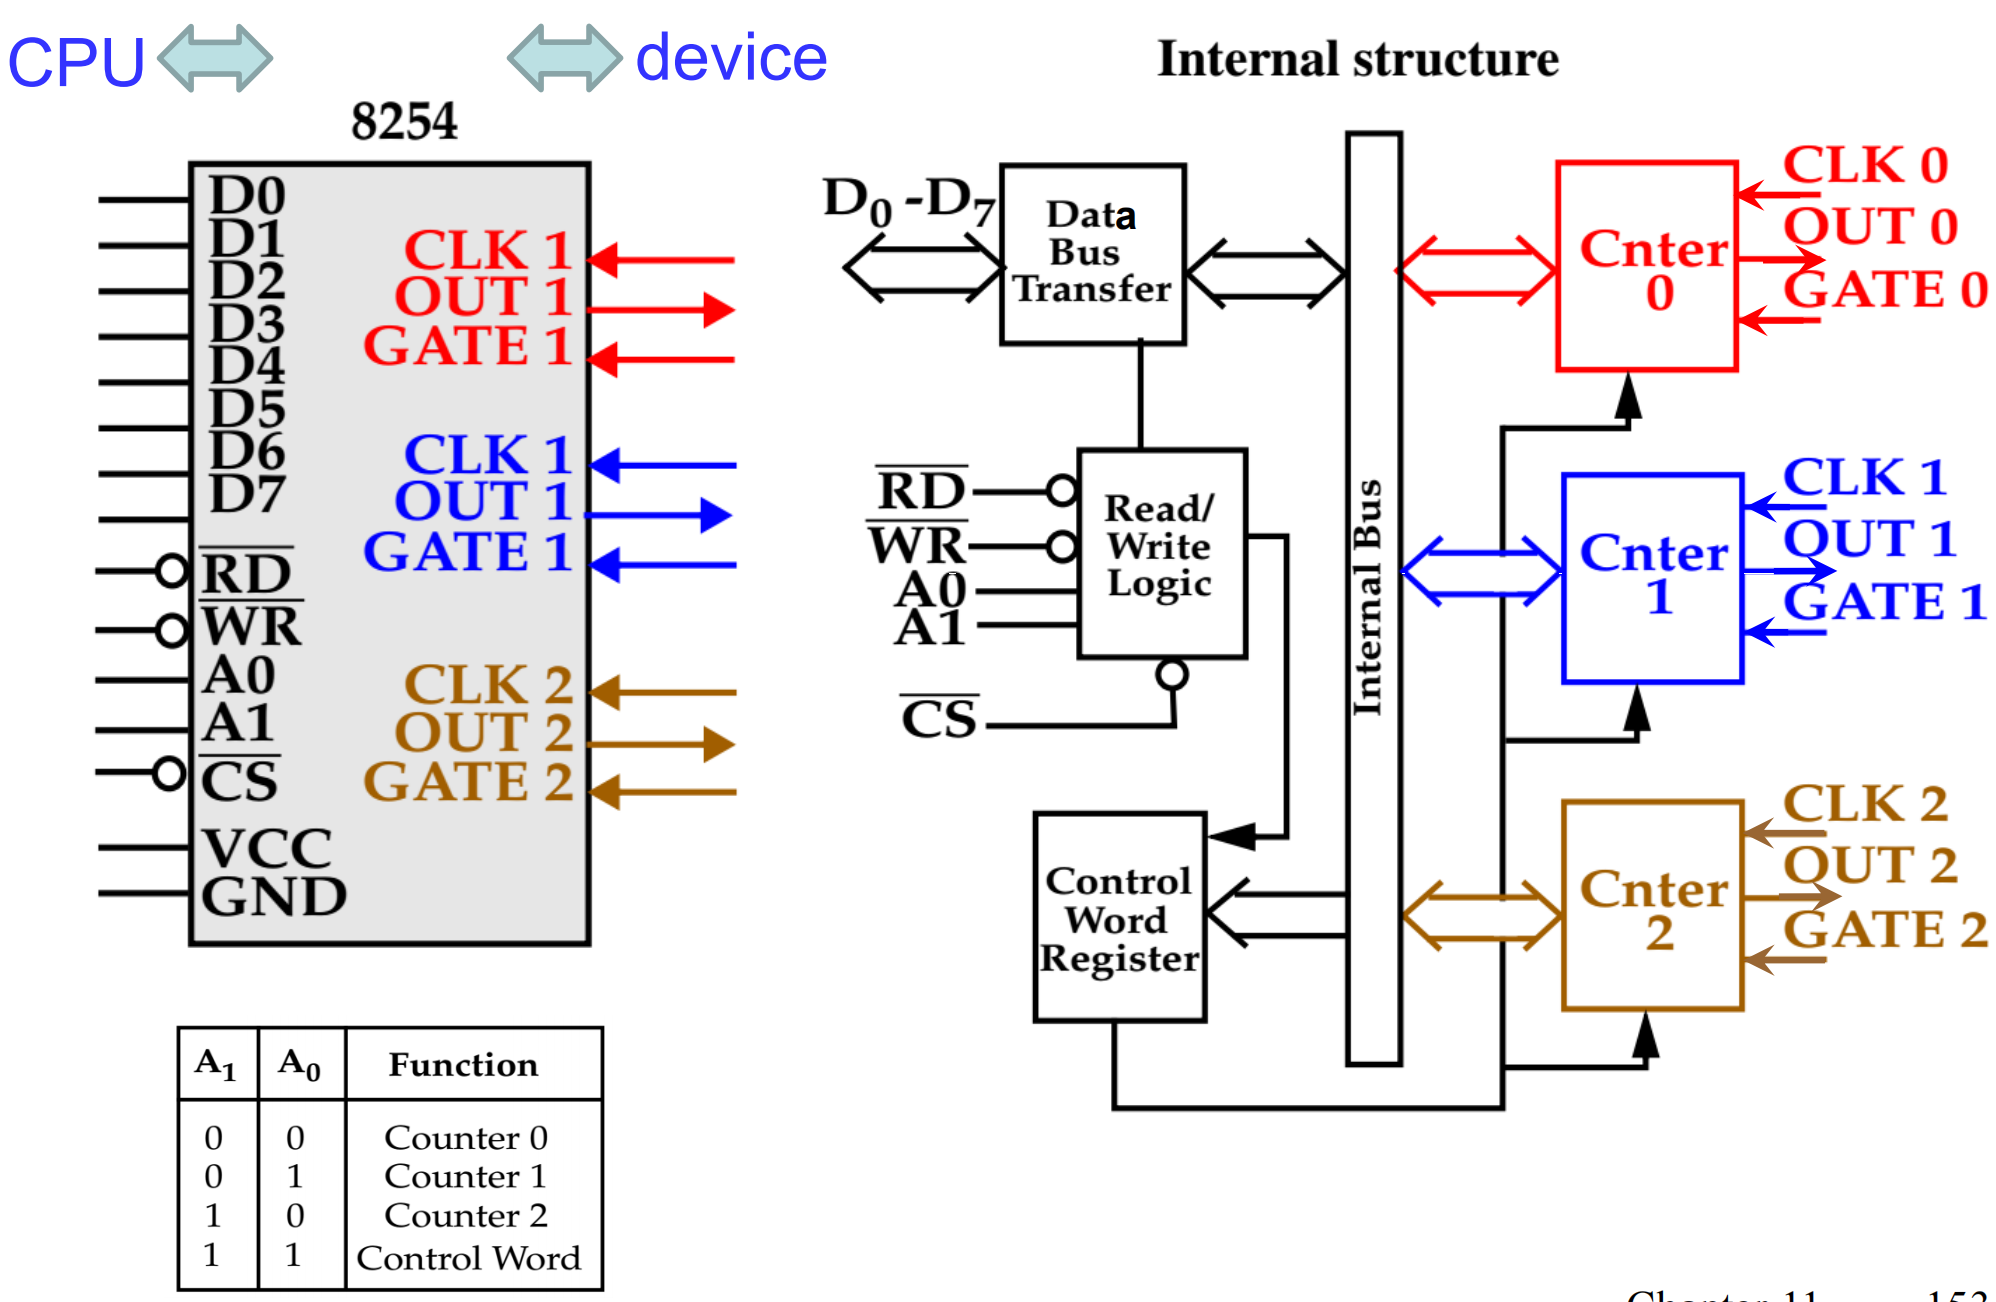 CPU
device
Internal structure
8254
D0
D1
D2
D3
D4
D5
D6
D7
RD
WR
A0
A1
CS
VCC
GND
CLK 1
OUT 1
GATE 1
CLK 1
OUT 1
GATE 1
CLK 2
OUT 2
GATE 2
A1 A0 Function
0 0 Counter 0
0 1 Counter 1
1 0 Counter 2
1 1 Control Word
D0 -D7
Data
Bus
Transfer
RD
WR
A0
A1
CS
Read/
Write
Logic
Control
Word
Register
Internal Bus
Cnter
0
CLK 0
OUT 0
GATE 0
Cnter
1
CLK 1
OUT 1
GATE 1
Cnter
2
CLK 2
OUT 2
GATE 2
Chapter 11 153